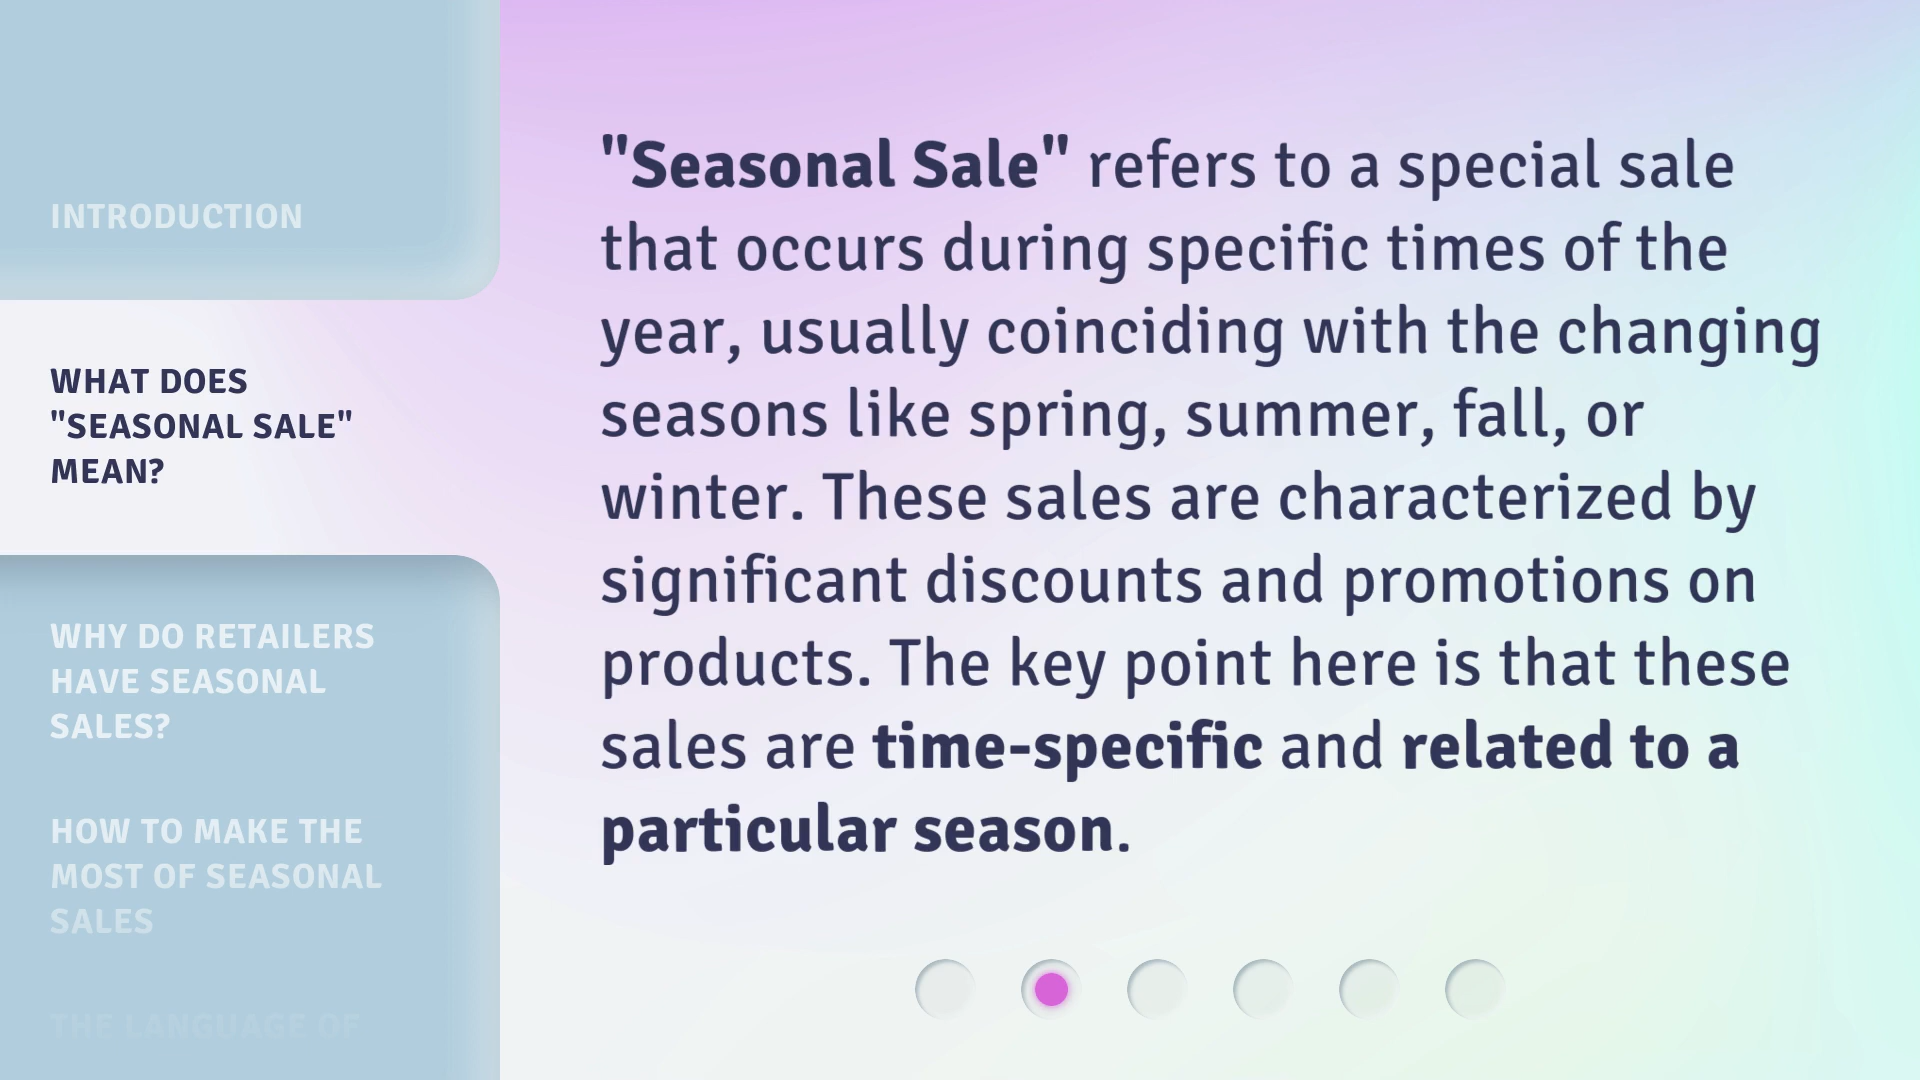 INTRODUCTION
WHAT DOES
"SEASONAL SALE"
MEAN?
WHY DO RETAILERS
HAVE SEASONAL
SALES?
HOW TO MAKE THE
MOST OF SEASONAL
SALES
THE LANGUAGE OF
"Seasonal Sale" refers to a special sale
that occurs during specific times of the
year, usually coinciding with the changing
seasons like spring, summer, fall, or
winter. These sales are characterized by
significant discounts and promotions on
products. The key point here is that these
sales are time-specific and related to a
particular season.